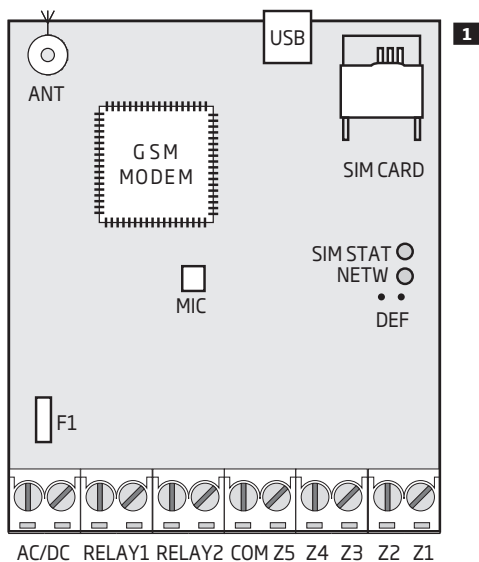 USB
1
ANT
GSM
MODEM
SIM CARD
SIM STAT
NETW
MIC
DEF
F1
AC/DC RELAY1 RELAY2 COM Z5 Z4 Z3 Z2 Z1